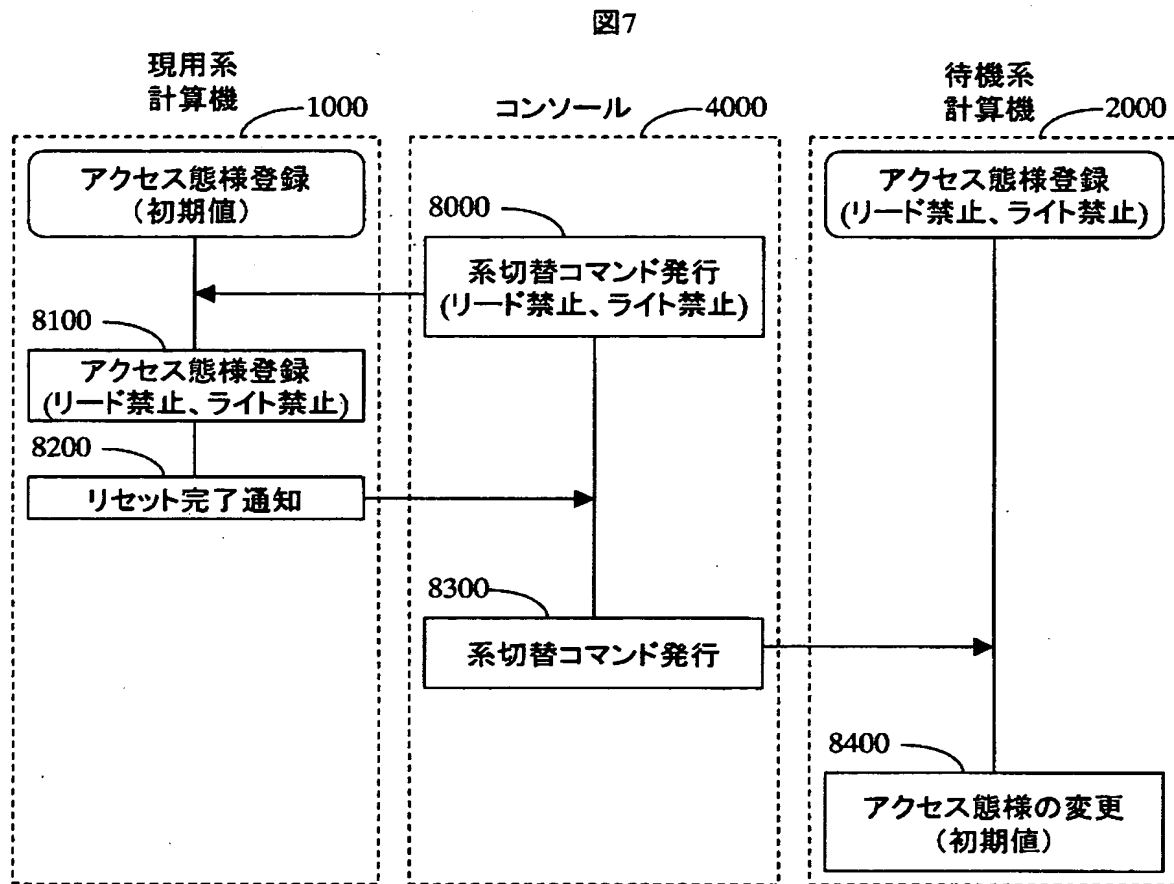 図7
現用系
計算機
1000
コンソール
4000
待機系
計算機
2000
アクセス態様登録
(初期値)
アクセス態様登録
(リード禁止、ライト禁止)
8000
系切替コマンド発行
(リード禁止、ライト禁止)
8100
アクセス態様登録
(リード禁止、ライト禁止)
8200
リセット完了通知
8300
系切替コマンド発行
8400
アクセス態様の変更
(初期値)